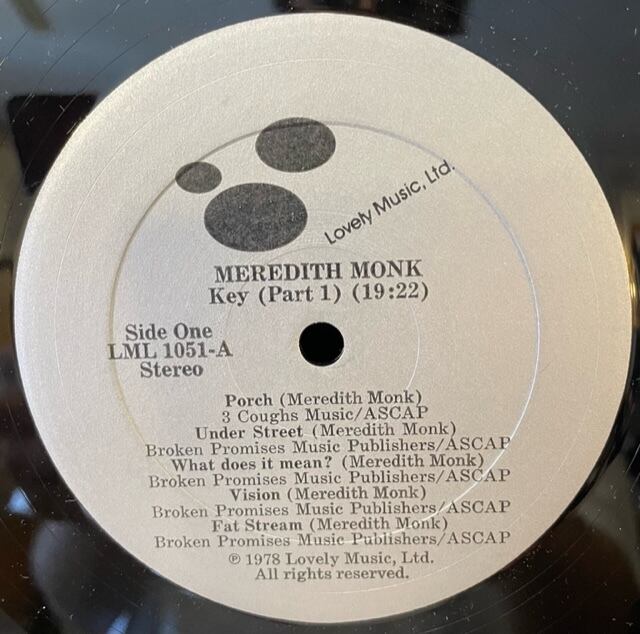 Lovely Music, Ltd.
MEREDITH MONK
Key (Part 1) (19:22)
Side One
LML 1051-A
Stereo
Porch (Meredith Monk)
3 Coughs Music/ASCAP
Under Street (Meredith Monk)
Broken Promises Music Publishers/ASCAP
What does it mean? (Meredith Monk)
Broken Promises Music Publishers/ASCAP
Vision (Meredith Monk)
Broken Promises Music Publishers/ASCAP
Fat Stream (Meredith Monk)
Broken Promises Music Publishers/ASCAP
℗ 1978 Lovely Music, Ltd.
All rights reserved.